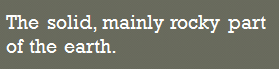 The solid, mainly rocky part
of the earth.